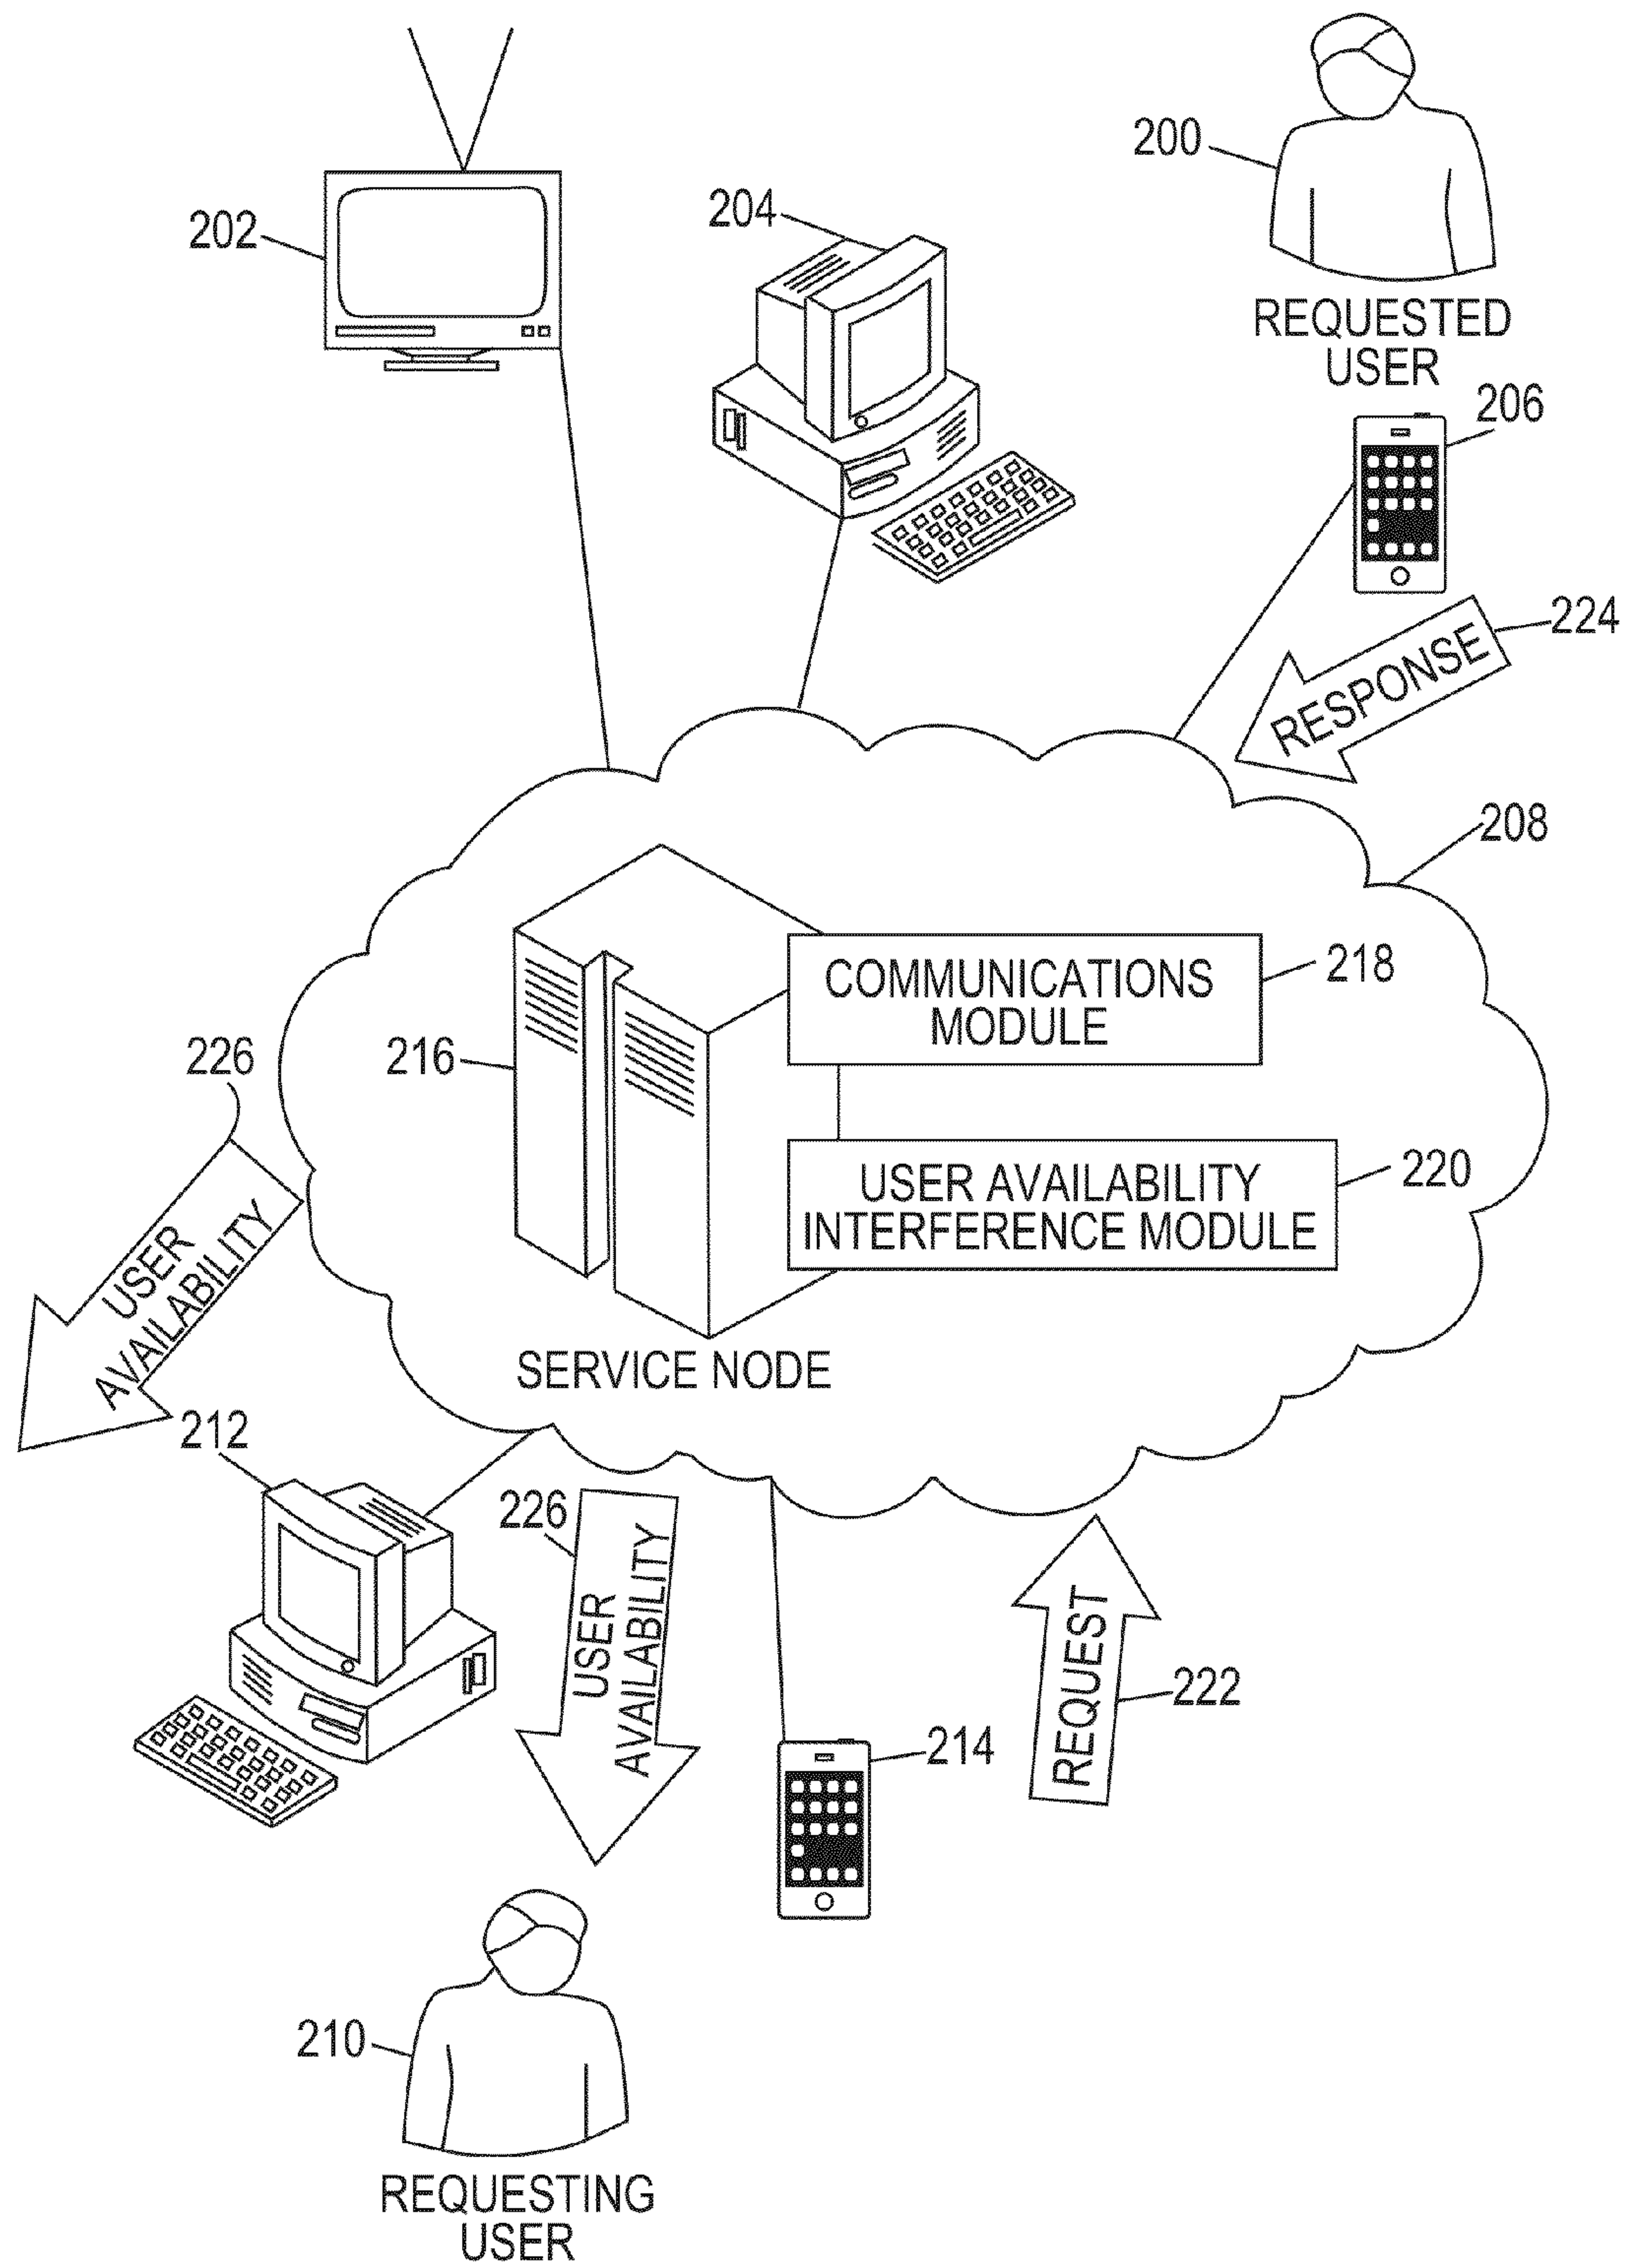 200
204
202
REQUESTED
USER
206
224
RESPONSE
208
COMMUNICATIONS
MODULE
218
216
226
USER AVAILABILITY
INTERFERENCE MODULE
220
USER
AVAILABILITY
SERVICE NODE
212
226
USER
AVAILABILITY
REQUEST
222
214
210
REQUESTING
USER